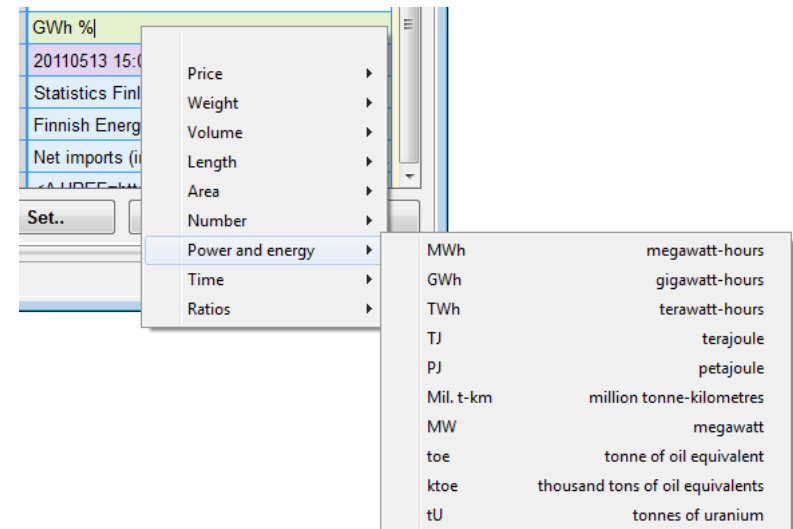 GWh %
20110513 15:0
Statistics Finl
Finnish Energ
Net imports (i
Set..
Price
Weight
Volume
Length
Area
Number
Power and energy
Time
Ratios
MWh megawatt-hours
GWh gigawatt-hours
TWh terawatt-hours
TJ terajoule
PJ petajoule
Mil. t-km million tonne-kilometres
MW megawatt
toe tonne of oil equivalent
ktoe thousand tons of oil equivalents
tU tonnes of uranium